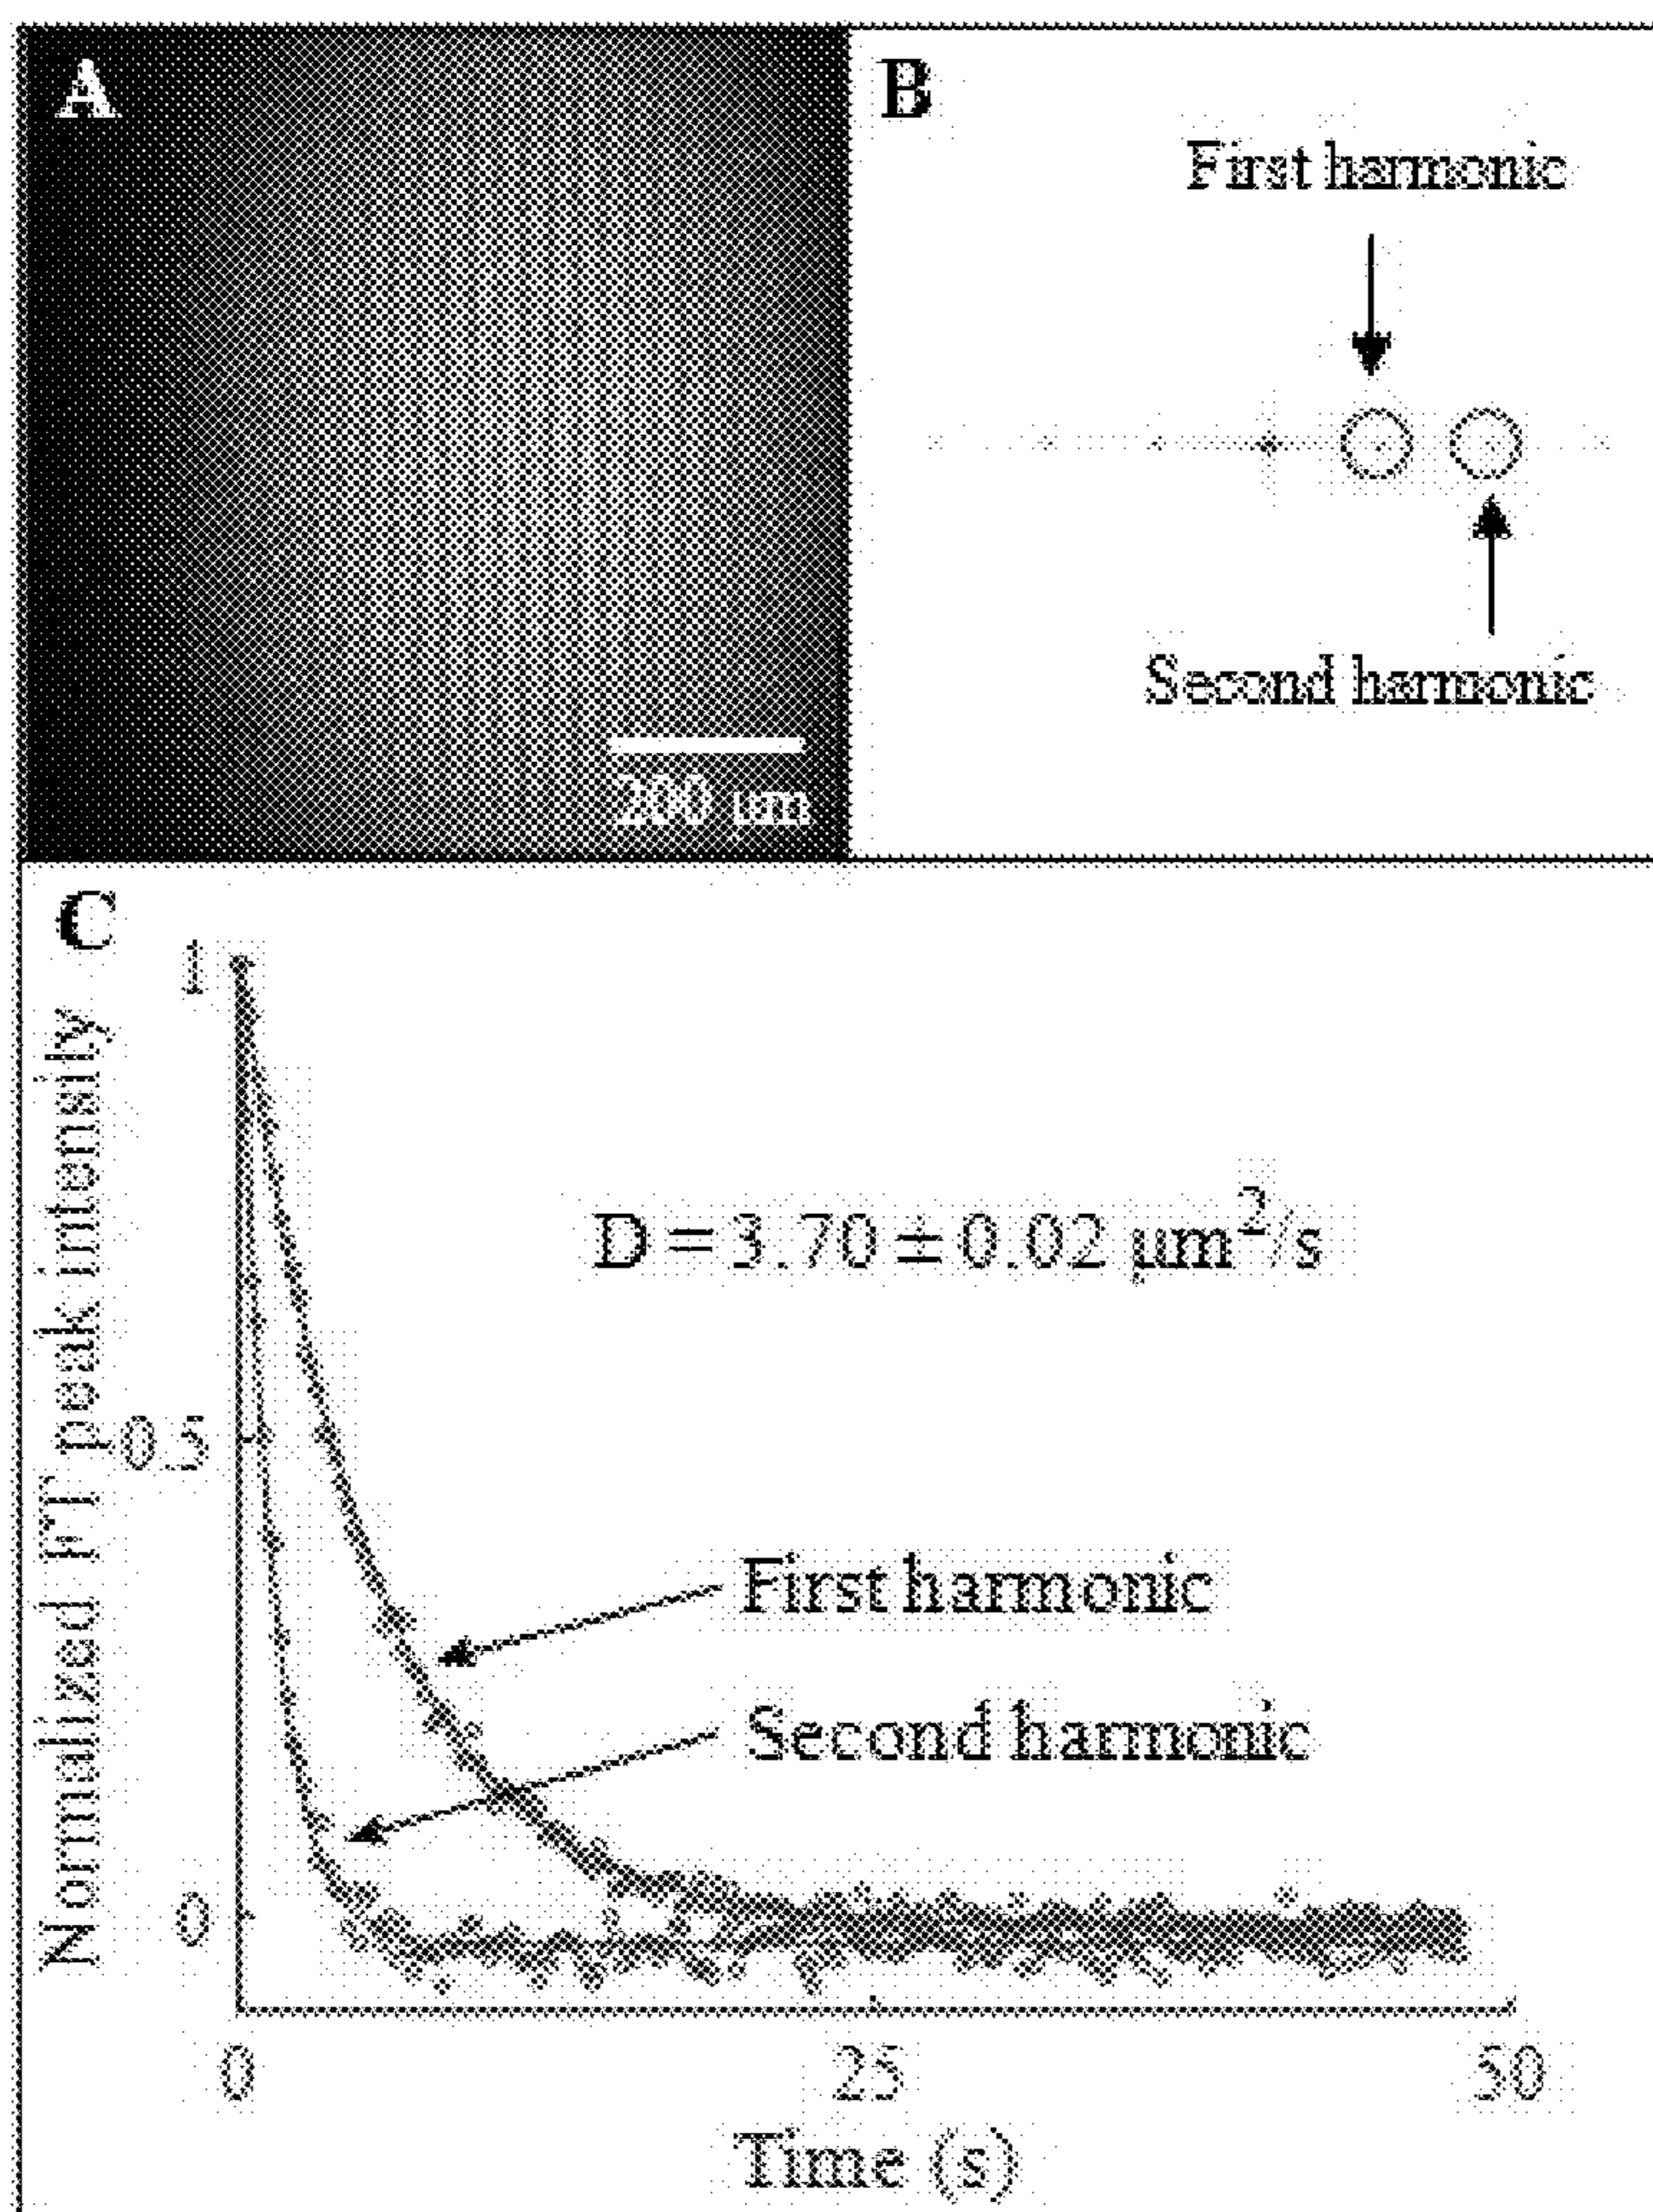 A
200 µm
B
First harmonic
Second harmonic
C
Normalized FT peak intensity
1
0.5
0
D = 3.70 ± 0.02 µm²/s
First harmonic
Second harmonic
0
25
50
Time (s)